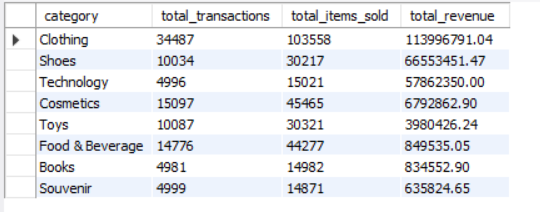 category total_transactions total_items_sold total_revenue
Clothing 34487 103558 113996791.04
Shoes 10034 30217 66553451.47
Technology 4996 15021 57862350.00
Cosmetics 15097 45465 6792862.90
Toys 10087 30321 3980426.24
Food & Beverage 14776 44277 849535.05
Books 4981 14982 834552.90
Souvenir 4999 14871 635824.65